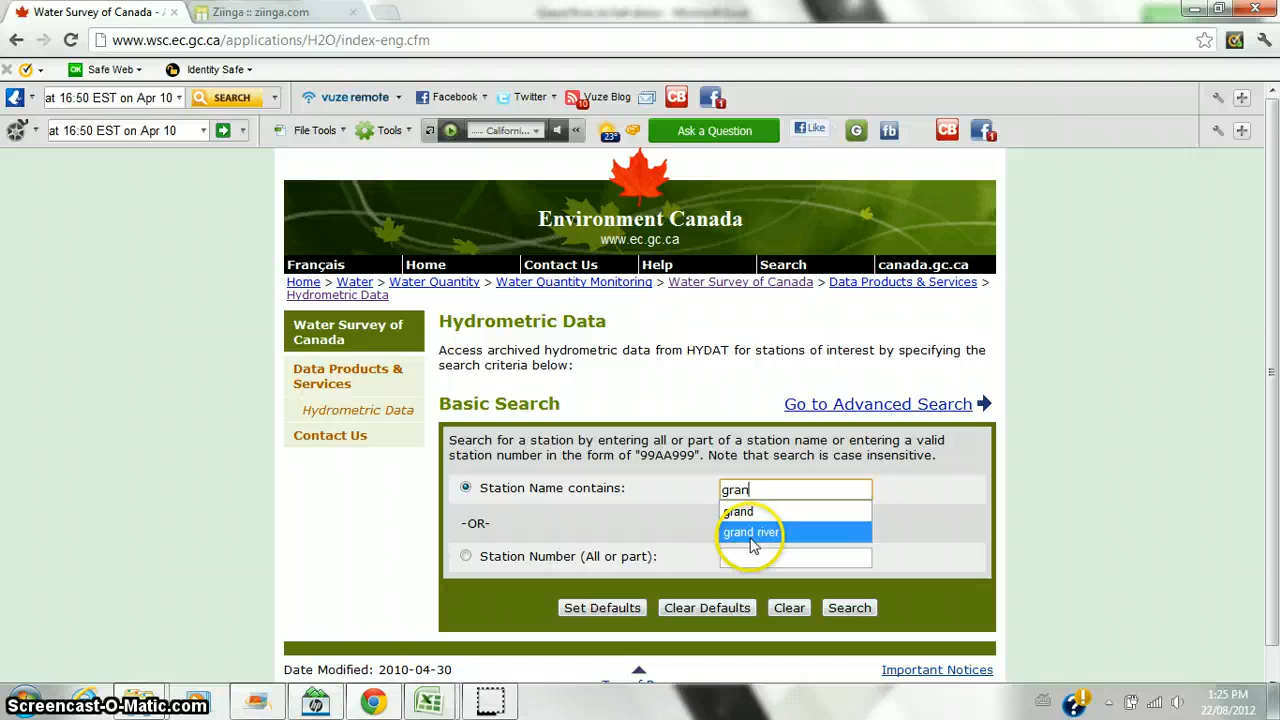 Water Survey of Canada - A
Ziinga :: ziinga.com
www.wsc.ec.gc.ca/applications/H2O/index-eng.cfm
OK Safe Web Identity Safe
at 16:50 EST on Apr 10 SEARCH vuze remote Facebook Twitter 10 Vuze Blog CB 1
at 16:50 EST on Apr 10 File Tools Tools ..... Californi... 23° Ask a Question Like G fb CB 1
Environment Canada
www.ec.gc.ca
Français Home Contact Us Help Search canada.gc.ca
Home > Water > Water Quantity > Water Quantity Monitoring > Water Survey of Canada > Data Products & Services >
Hydrometric Data
Water Survey of
Canada
Data Products &
Services
Hydrometric Data
Contact Us
Hydrometric Data
Access archived hydrometric data from HYDAT for stations of interest by specifying the
search criteria below:
Basic Search Go to Advanced Search
Search for a station by entering all or part of a station name or entering a valid
station number in the form of "99AA999". Note that search is case insensitive.
Station Name contains: gran
grand
-OR-
grand river
Station Number (All or part):
Set Defaults Clear Defaults Clear Search
Date Modified: 2010-04-30 Important Notices
Screencast-O-Matic.com
1:25 PM
22/08/2012